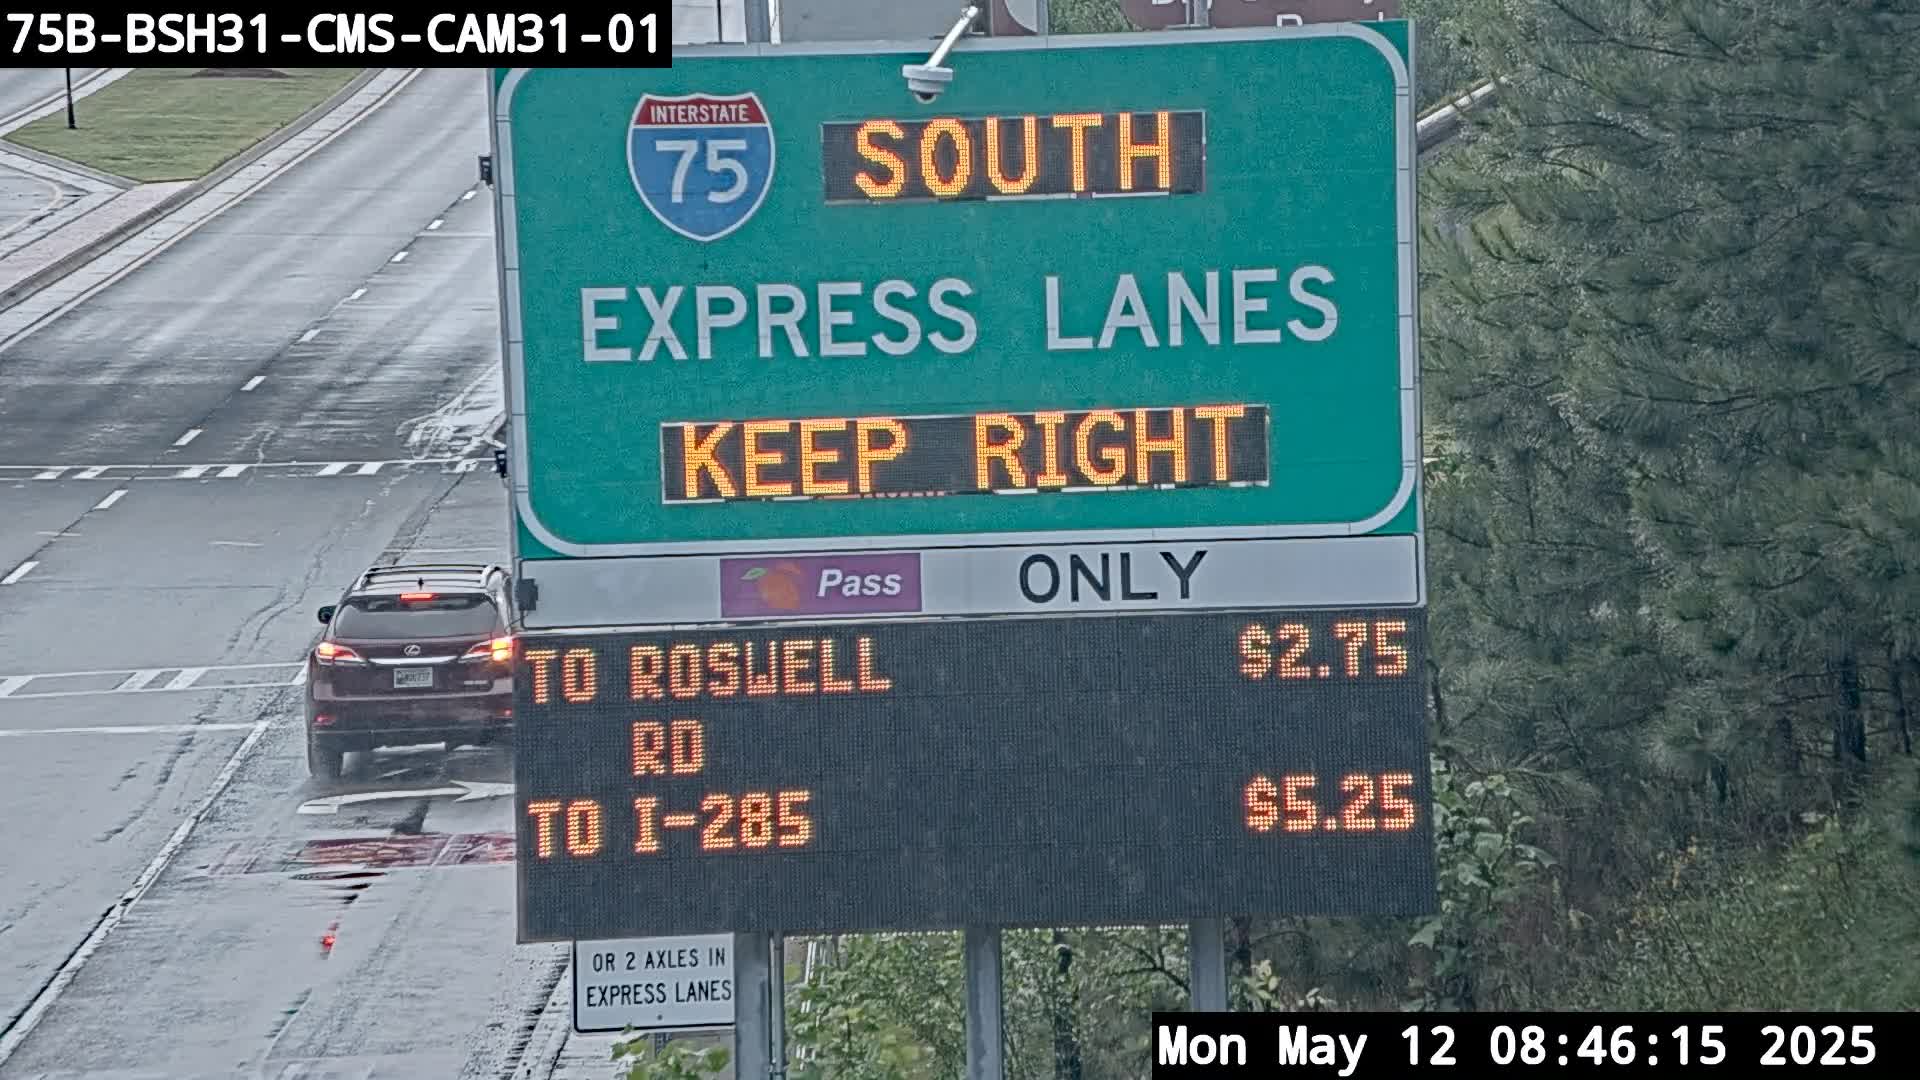 75B-BSH31-CMS-CAM31-01
INTERSTATE
75
SOUTH
EXPRESS LANES
KEEP RIGHT
Pass ONLY
TO ROSWELL $2.75
RD
TO I-285 $5.25
OR 2 AXLES IN
EXPRESS LANES
Mon May 12 08:46:15 2025